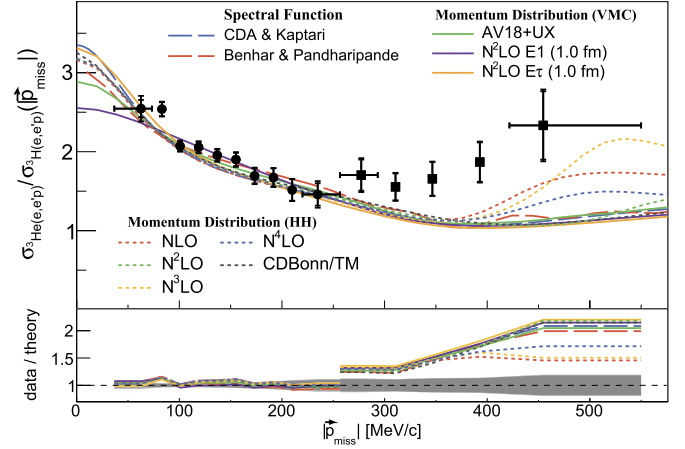 Spectral Function
CDA & Kaptari
Benhar & Pandharipande
Momentum Distribution (VMC)
AV18+UX
N²LO E1 (1.0 fm)
N²LO Eτ (1.0 fm)
σ₃He(e,e'p)/σ₃H(e,e'p)(|p⃗miss|)
3
2
1
Momentum Distribution (HH)
NLO
N²LO
N³LO
N⁴LO
CDBonn/TM
data / theory
2
1.5
1
0 100 200 300 400 500
|p⃗miss| [MeV/c]